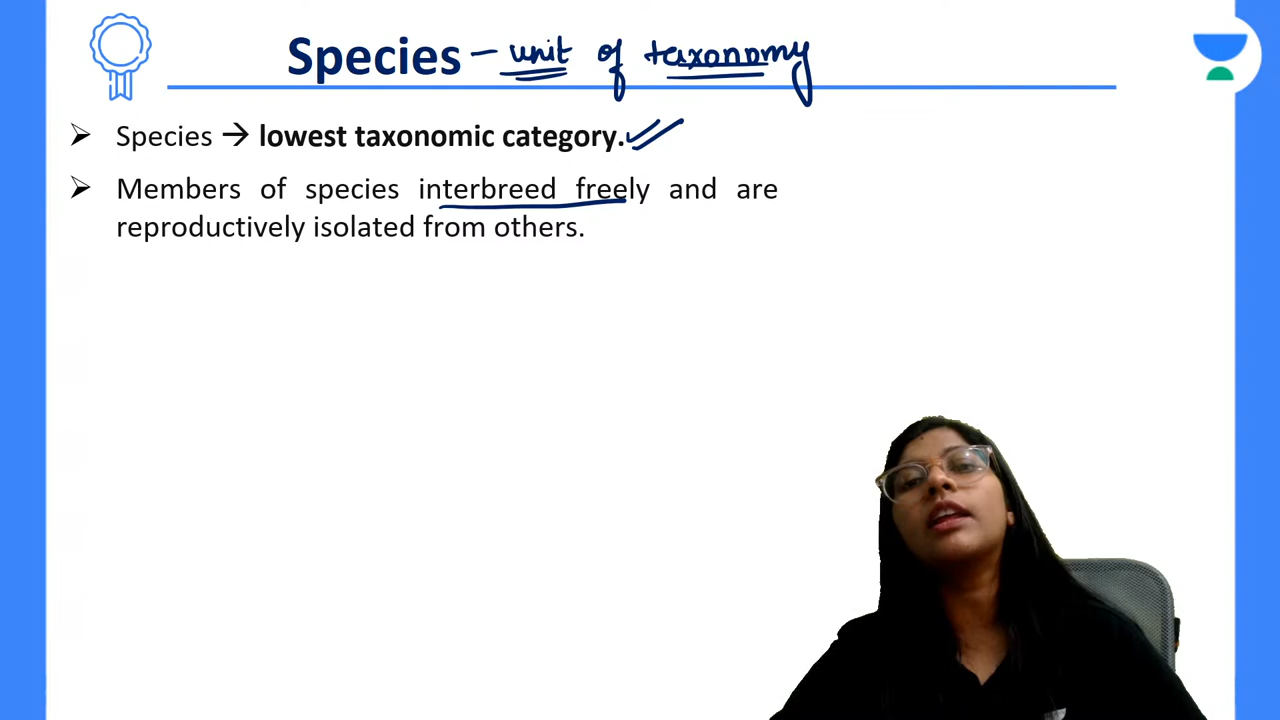 Species - unit of taxonomy
➢ Species → lowest taxonomic category.
➢ Members of species interbreed freely and are
reproductively isolated from others.